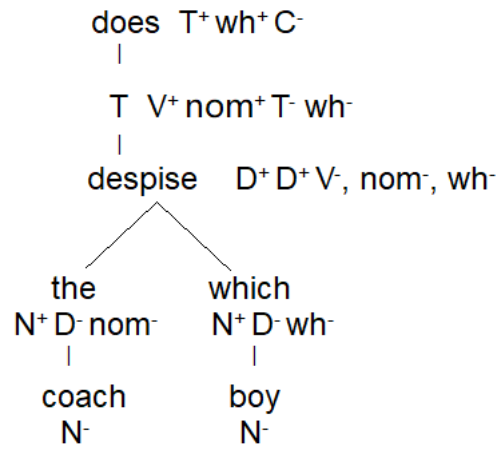 does T⁺ wh⁺ C⁻
T V⁺ nom⁺ T⁻ wh⁻
despise D⁺ D⁺ V⁻, nom⁻, wh⁻
the which
N⁺ D⁻ nom⁻ N⁺ D⁻ wh⁻
coach boy
N⁻ N⁻